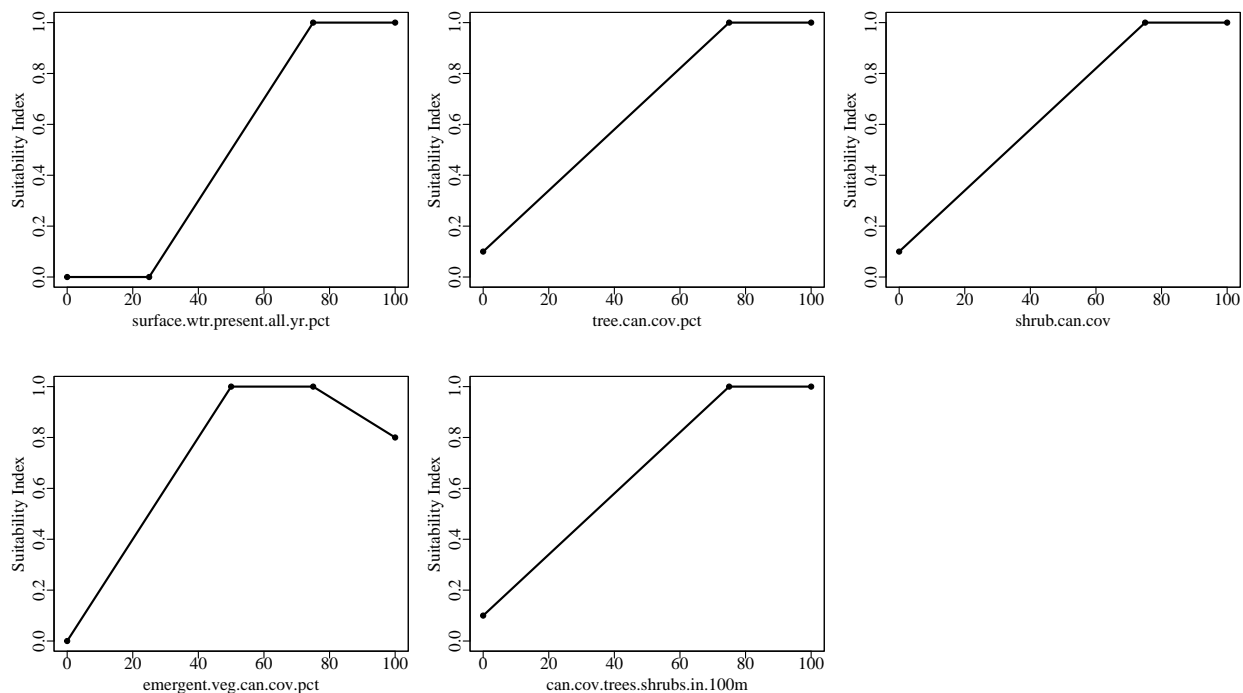 Suitability Index
0.0 0.2 0.4 0.6 0.8 1.0
0 20 40 60 80 100
surface.wtr.present.all.yr.pct
Suitability Index
0.0 0.2 0.4 0.6 0.8 1.0
0 20 40 60 80 100
tree.can.cov.pct
Suitability Index
0.0 0.2 0.4 0.6 0.8 1.0
0 20 40 60 80 100
shrub.can.cov
Suitability Index
0.0 0.2 0.4 0.6 0.8 1.0
0 20 40 60 80 100
emergent.veg.can.cov.pct
Suitability Index
0.0 0.2 0.4 0.6 0.8 1.0
0 20 40 60 80 100
can.cov.trees.shrubs.in.100m